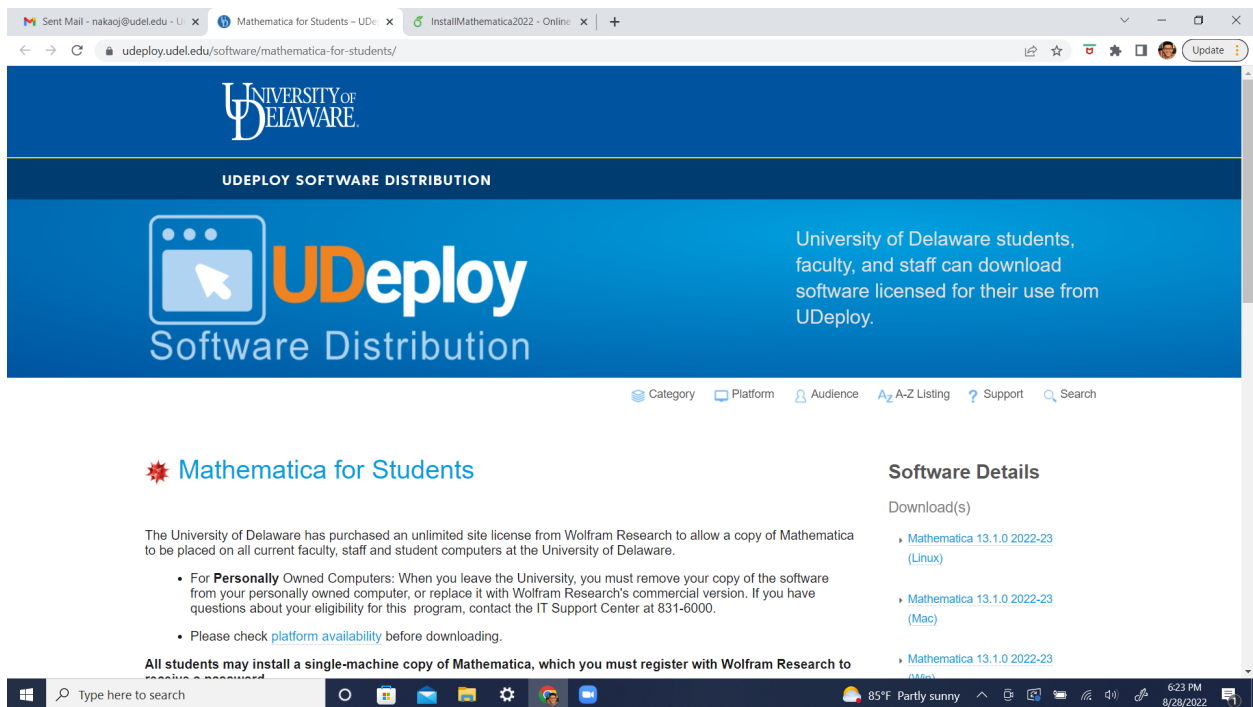 Sent Mail - nakaoj@udel.edu - U
Mathematica for Students – UDe
InstallMathematica2022 - Online
udeploy.udel.edu/software/mathematica-for-students/
Update
UNIVERSITY OF
DELAWARE.
UDEPLOY SOFTWARE DISTRIBUTION
UDeploy
Software Distribution
University of Delaware students,
faculty, and staff can download
software licensed for their use from
UDeploy.
Category Platform Audience AZ A-Z Listing ? Support Search
Mathematica for Students
The University of Delaware has purchased an unlimited site license from Wolfram Research to allow a copy of Mathematica
to be placed on all current faculty, staff and student computers at the University of Delaware.
• For Personally Owned Computers: When you leave the University, you must remove your copy of the software
from your personally owned computer, or replace it with Wolfram Research's commercial version. If you have
questions about your eligibility for this program, contact the IT Support Center at 831-6000.
• Please check platform availability before downloading.
All students may install a single-machine copy of Mathematica, which you must register with Wolfram Research to
receive a password
Software Details
Download(s)
Mathematica 13.1.0 2022-23
(Linux)
Mathematica 13.1.0 2022-23
(Mac)
Mathematica 13.1.0 2022-23
(Win)
Type here to search
85°F Partly sunny
6:23 PM
8/28/2022
1